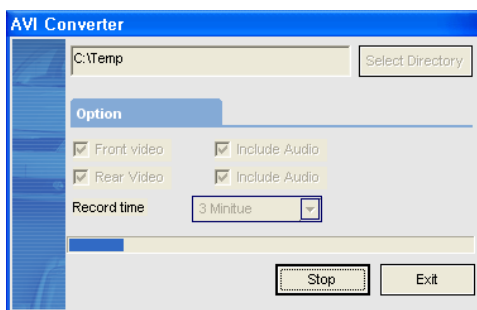 AVI Converter
C:\Temp
Select Directory
Option
Front video
Include Audio
Rear Video
Include Audio
Record time
3 Minitue
Stop
Exit